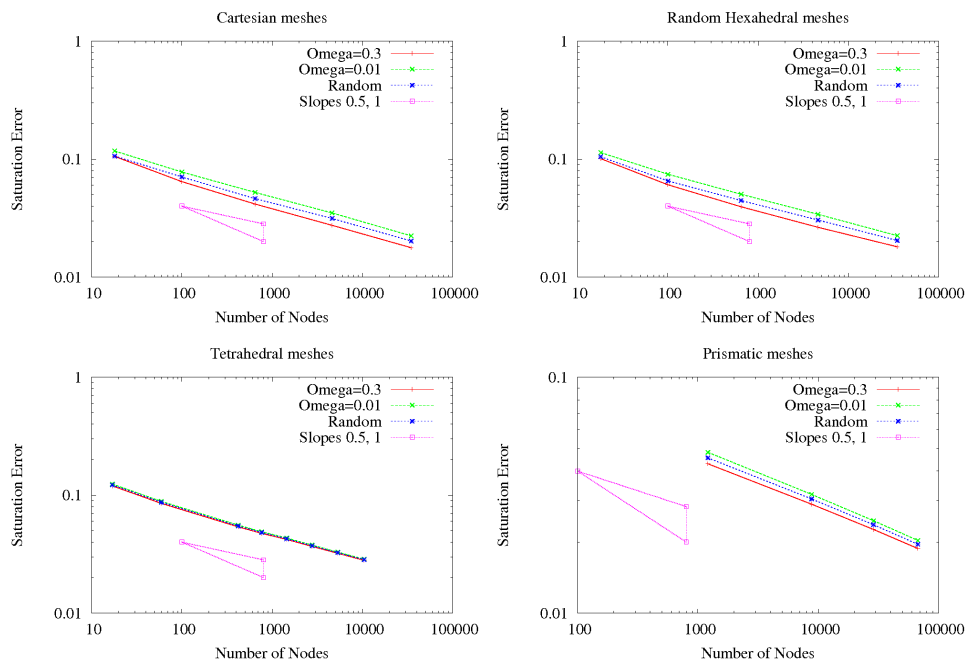 Cartesian meshes
Saturation Error
1
0.1
0.01
Omega=0.3
Omega=0.01
Random
Slopes 0.5, 1
10 100 1000 10000 100000
Number of Nodes
Random Hexahedral meshes
Saturation Error
1
0.1
0.01
Omega=0.3
Omega=0.01
Random
Slopes 0.5, 1
10 100 1000 10000 100000
Number of Nodes
Tetrahedral meshes
Saturation Error
1
0.1
0.01
Omega=0.3
Omega=0.01
Random
Slopes 0.5, 1
10 100 1000 10000 100000
Number of Nodes
Prismatic meshes
Saturation Error
0.1
0.01
Omega=0.3
Omega=0.01
Random
Slopes 0.5, 1
100 1000 10000 100000
Number of Nodes